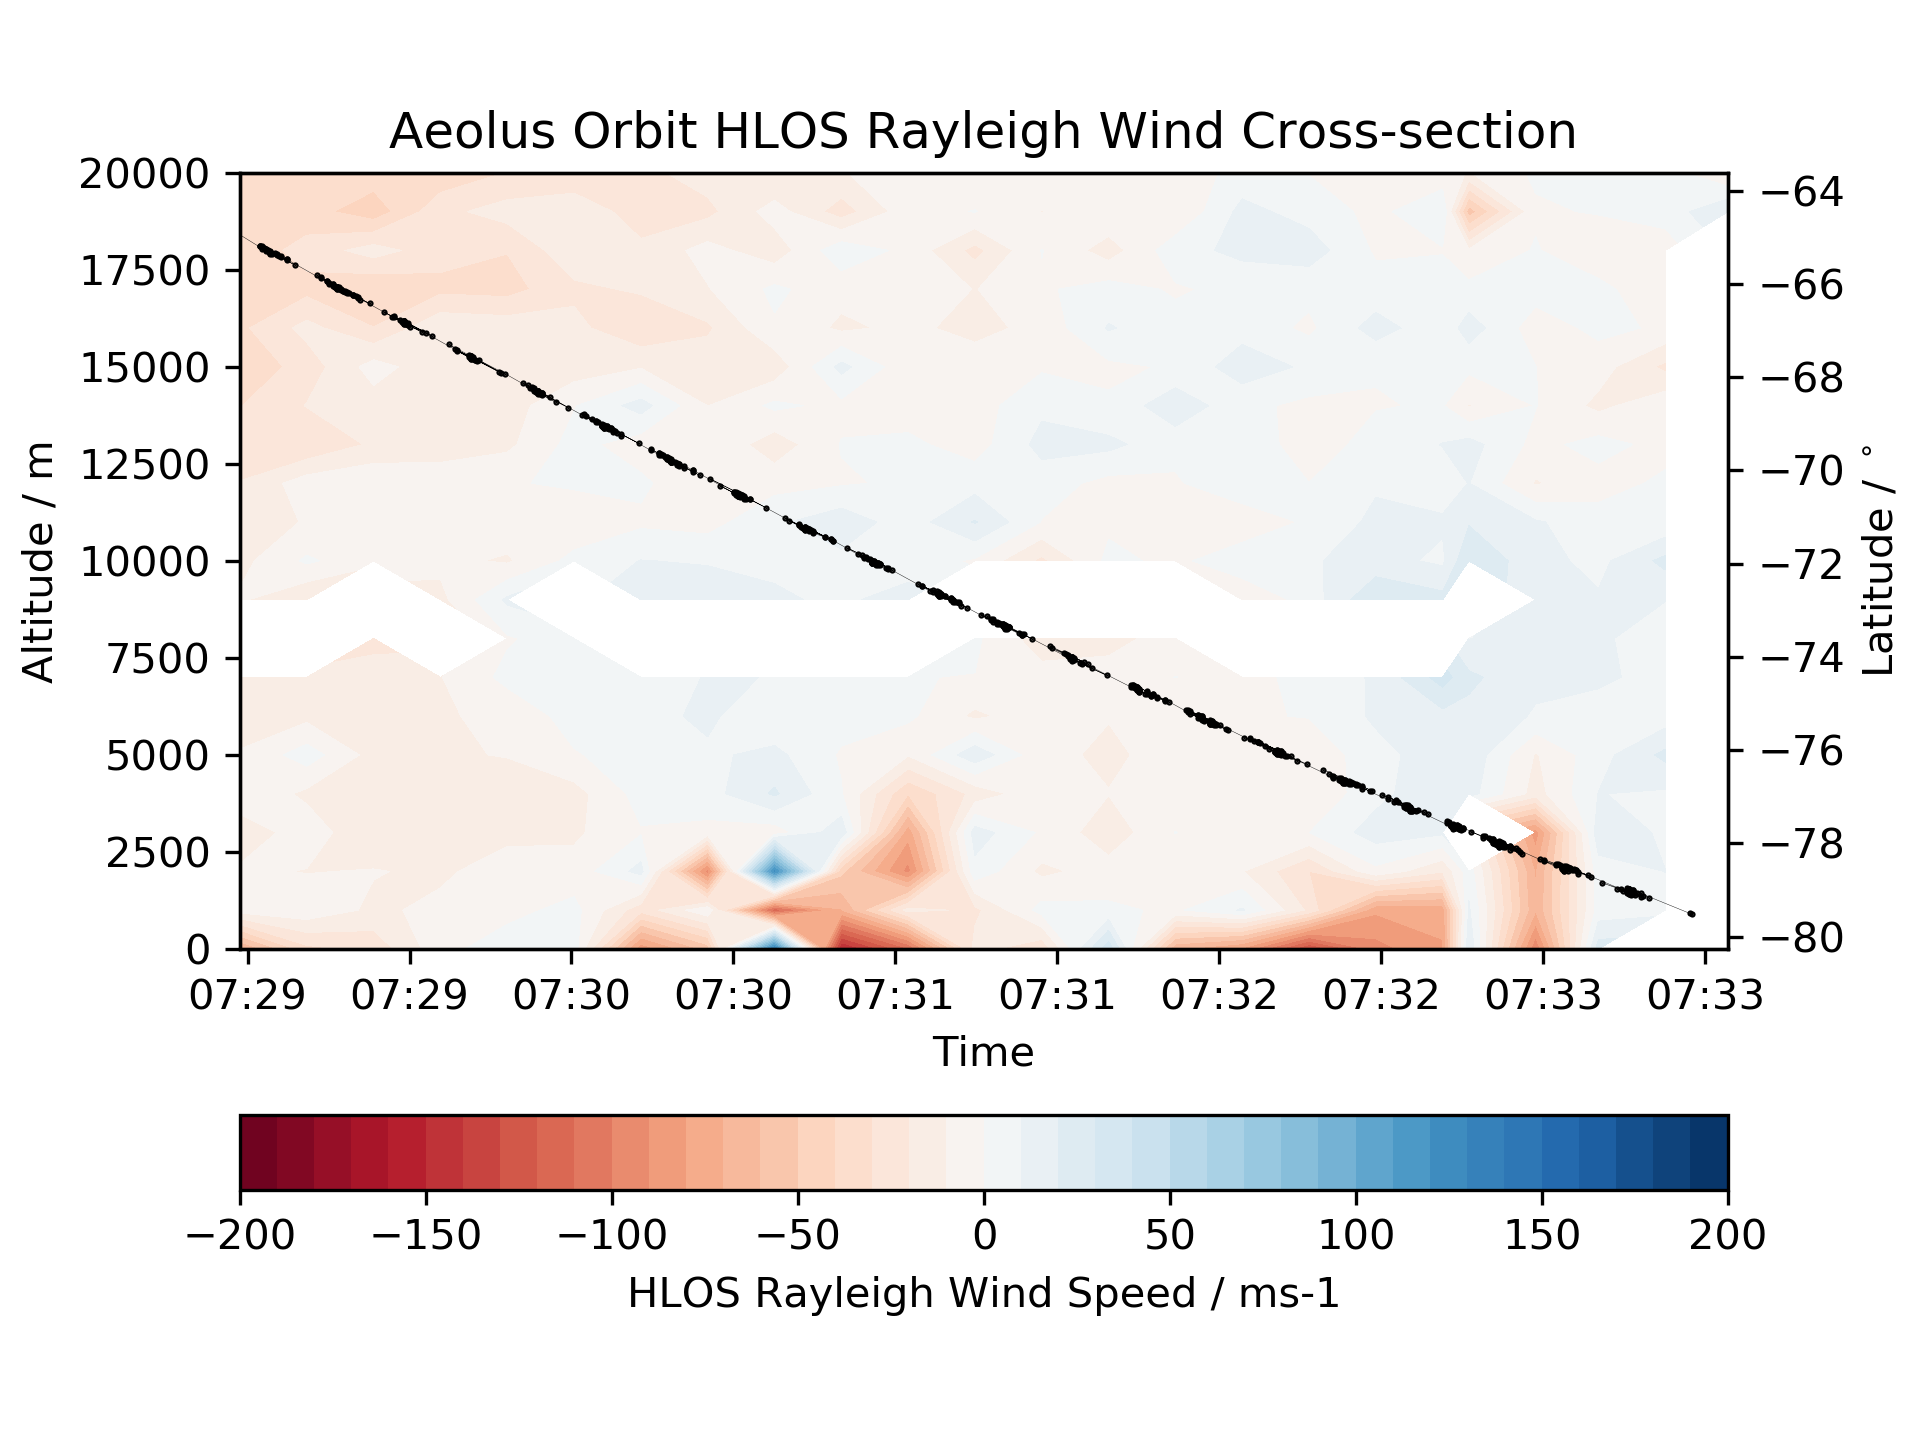 Aeolus Orbit HLOS Rayleigh Wind Cross-section
20000
17500
15000
12500
10000
7500
5000
2500
0
Altitude / m
−64
−66
−68
−70
−72
−74
−76
−78
−80
Latitude / °
07:29 07:29 07:30 07:30 07:31 07:31 07:32 07:32 07:33 07:33
Time
−200 −150 −100 −50 0 50 100 150 200
HLOS Rayleigh Wind Speed / ms-1